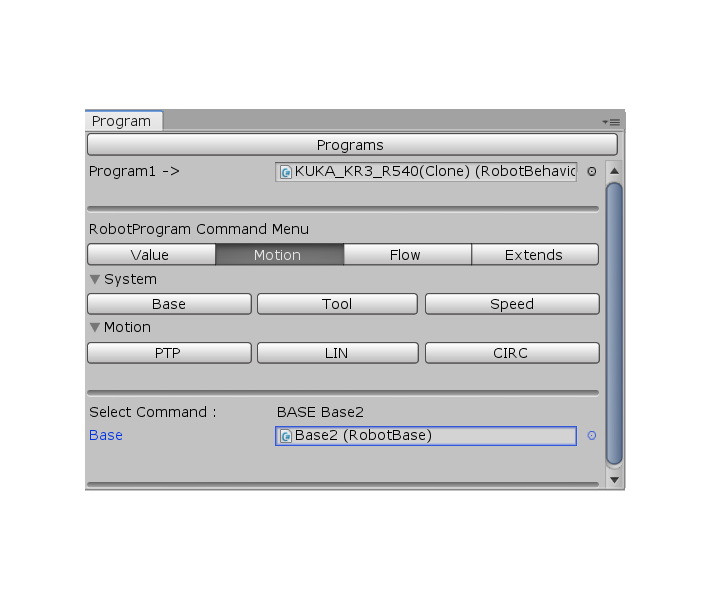 Program
Programs
Program1 -> KUKA_KR3_R540(Clone) (RobotBehavic
RobotProgram Command Menu
Value Motion Flow Extends
System
Base Tool Speed
Motion
PTP LIN CIRC
Select Command : BASE Base2
Base Base2 (RobotBase)